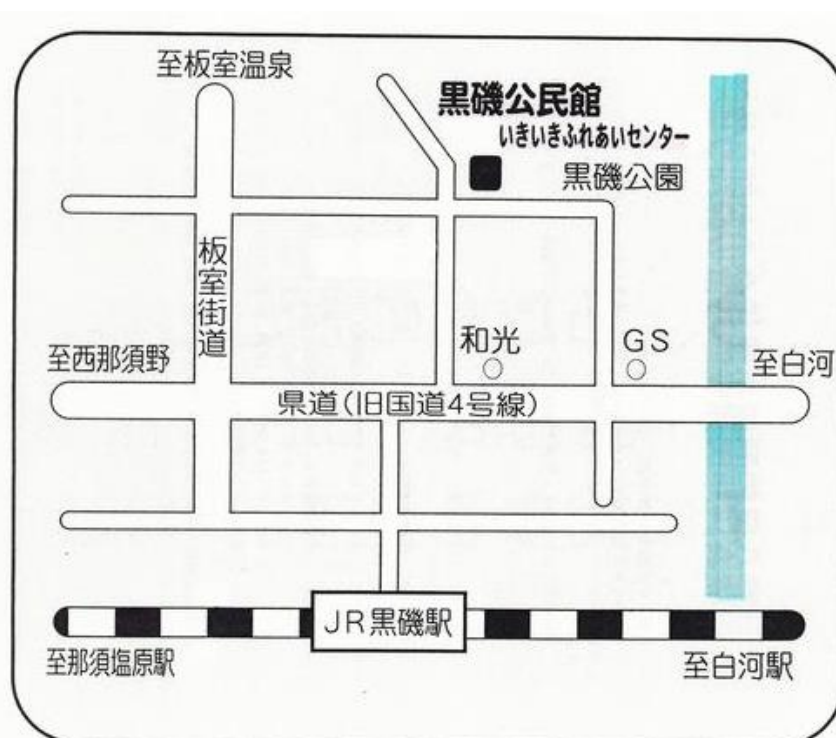 至板室温泉
黒磯公民館
いきいきふれあいセンター
黒磯公園
板室街道
和光
GS
至西那須野
至白河
県道(旧国道4号線)
JR黒磯駅
至那須塩原駅
至白河駅